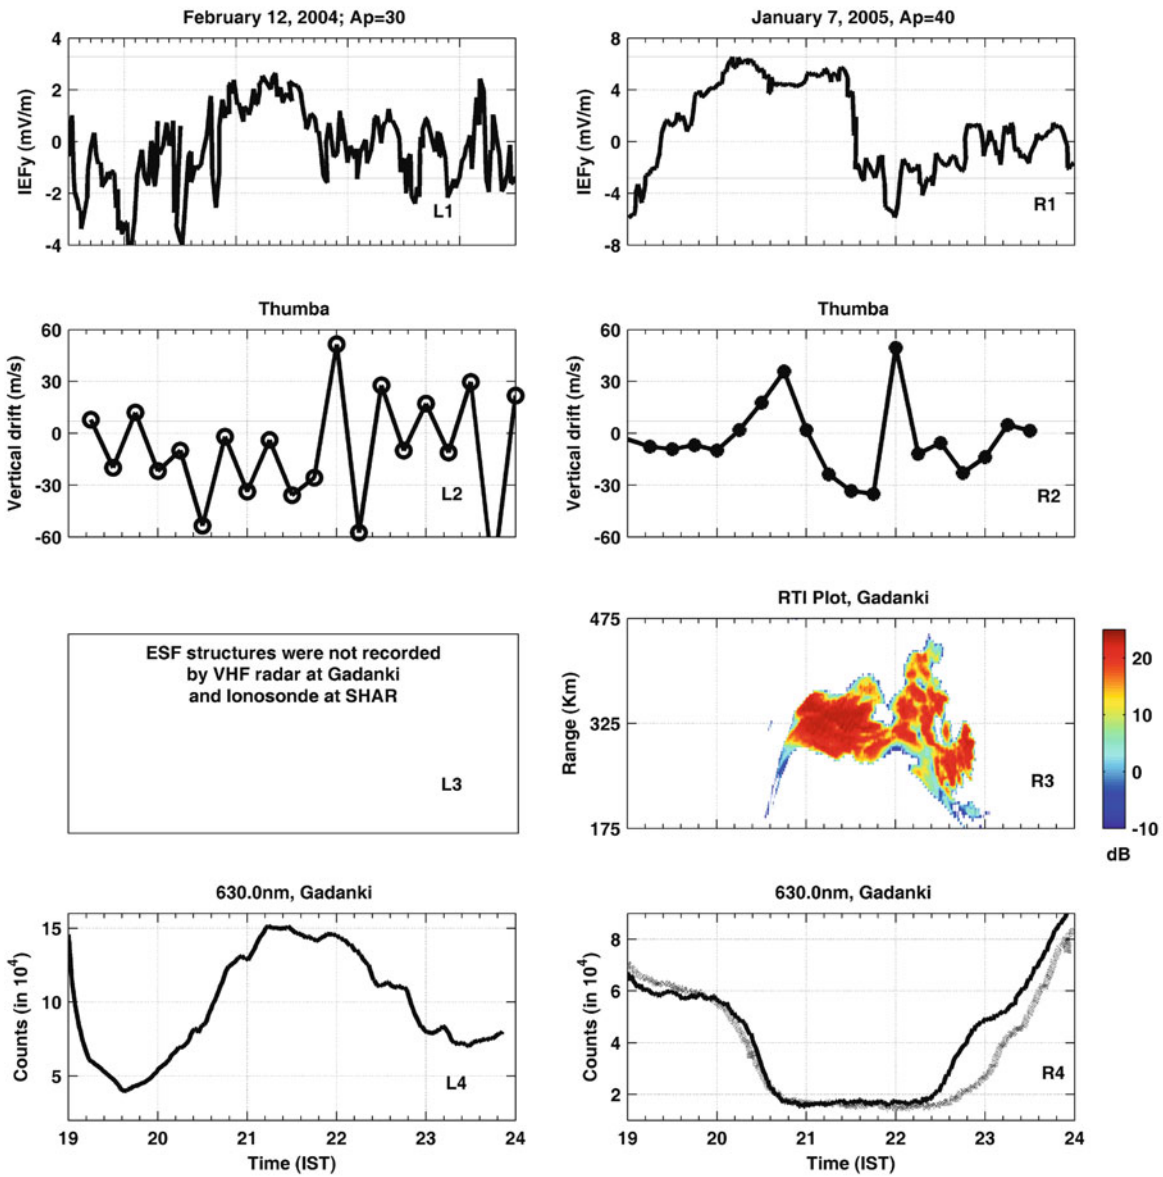 February 12, 2004; Ap=30
4
2
0
-2
-4
IEFy (mV/m)
L1
January 7, 2005, Ap=40
8
4
0
-4
-8
IEFy (mV/m)
R1
Thumba
60
30
0
-30
-60
Vertical drift (m/s)
L2
Thumba
60
30
0
-30
-60
Vertical drift (m/s)
R2
ESF structures were not recorded
by VHF radar at Gadanki
and Ionosonde at SHAR
L3
RTI Plot, Gadanki
475
325
175
Range (Km)
R3
20
10
0
-10
dB
630.0nm, Gadanki
15
10
5
Counts (in 10^4)
L4
19 20 21 22 23 24
Time (IST)
630.0nm, Gadanki
8
6
4
2
Counts (in 10^4)
R4
19 20 21 22 23 24
Time (IST)